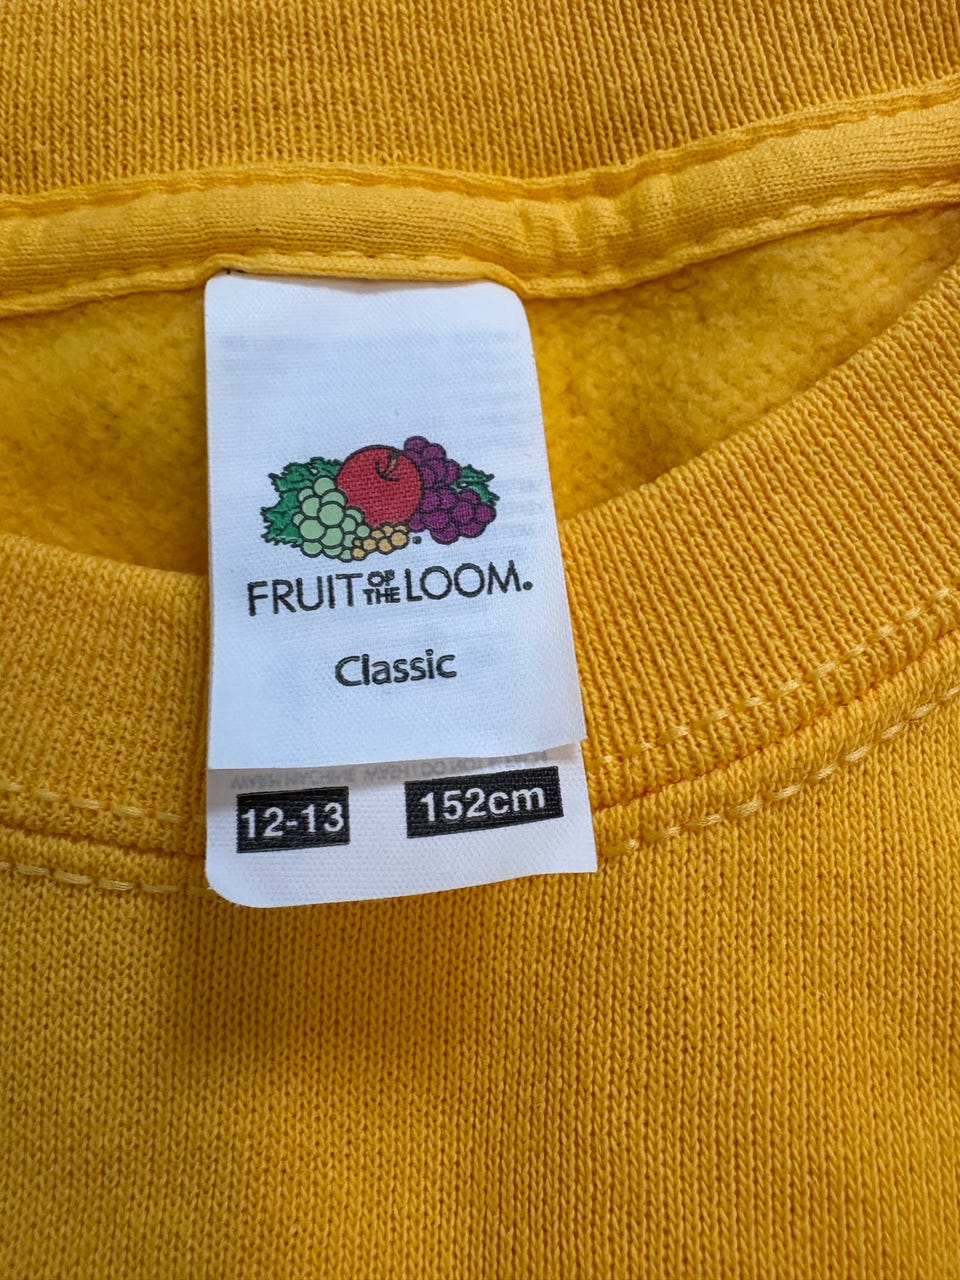 FRUIT OF THE LOOM.
Classic
12-13 152cm